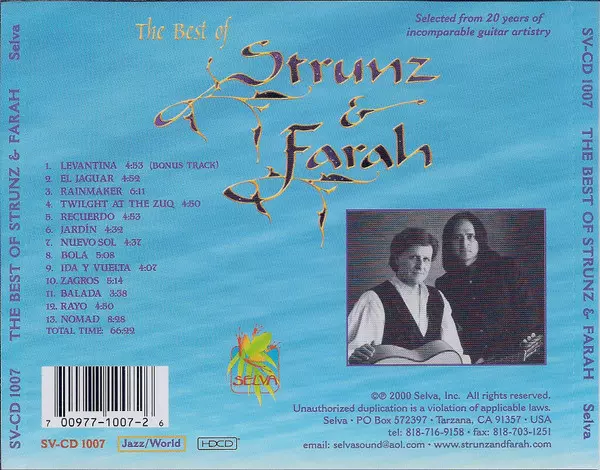 The Best of
Strunz
&
Farah
Selected from 20 years of
incomparable guitar artistry
1. LEVANTINA 4:53 (BONUS TRACK)
2. EL JAGUAR 4:52
3. RAINMAKER 6:11
4. TWILGHT AT THE ZUQ 4:50
5. RECUERDO 4:53
6. JARDÍN 4:32
7. NUEVO SOL 4:37
8. BOLA 5:08
9. IDA Y VUELTA 4:07
10. ZAGROS 5:14
11. BALADA 3:38
12. RAYO 4:50
13. NOMAD 8:28
TOTAL TIME: 66:22
SELVA
7 00977-1007-2 6
SV-CD 1007
Jazz/World
HDCD
©℗ 2000 Selva, Inc. All rights reserved.
Unauthorized duplication is a violation of applicable laws.
Selva • PO Box 572397 • Tarzana, CA 91357 • USA
tel: 818-716-9158 • fax: 818-703-1251
email: selvasound@aol.com • www.strunzandfarah.com
SV-CD 1007 THE BEST OF STRUNZ & FARAH Selva
SV-CD 1007 THE BEST OF STRUNZ & FARAH Selva